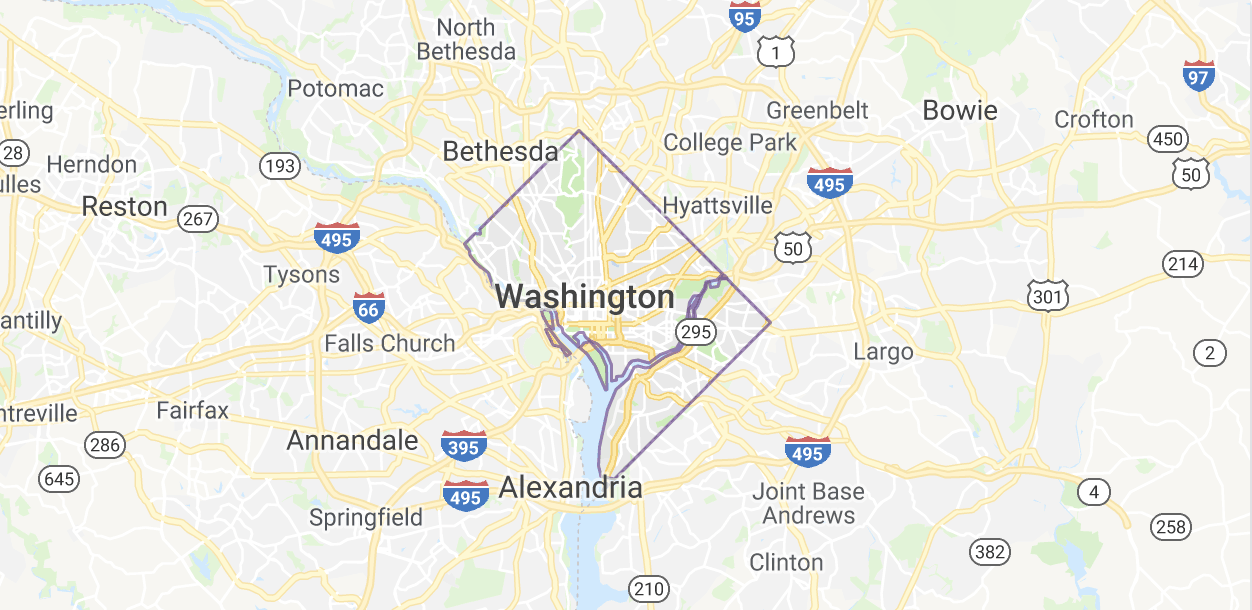 95
North
Bethesda
1
97
Potomac
Greenbelt
Bowie
Crofton
erling
450
28
Bethesda
College Park
Herndon
193
50
ulles
495
Reston
267
Hyattsville
495
50
214
Tysons
Washington
301
66
antilly
295
Falls Church
Largo
2
ntreville
Fairfax
286
Annandale
395
495
645
Alexandria
495
Joint Base
Andrews
4
Springfield
258
382
Clinton
210